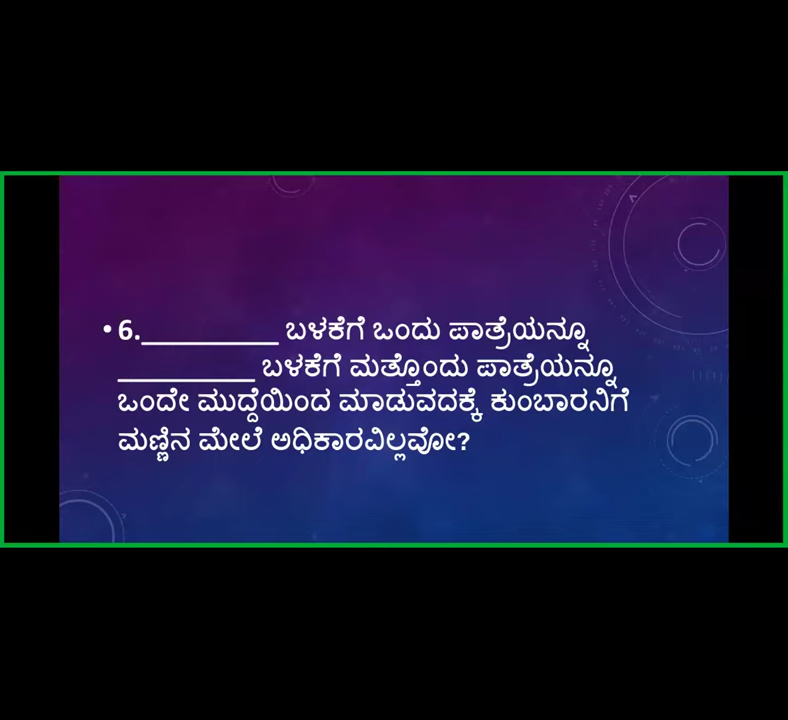 • 6.__________ ಬಳಕೆಗೆ ಒಂದು ಪಾತ್ರೆಯನ್ನೂ
__________ ಬಳಕೆಗೆ ಮತ್ತೊಂದು ಪಾತ್ರೆಯನ್ನೂ
ಒಂದೇ ಮುದ್ದೆಯಿಂದ ಮಾಡುವದಕ್ಕೆ ಕುಂಬಾರನಿಗೆ
ಮಣ್ಣಿನ ಮೇಲೆ ಅಧಿಕಾರವಿಲ್ಲವೋ?